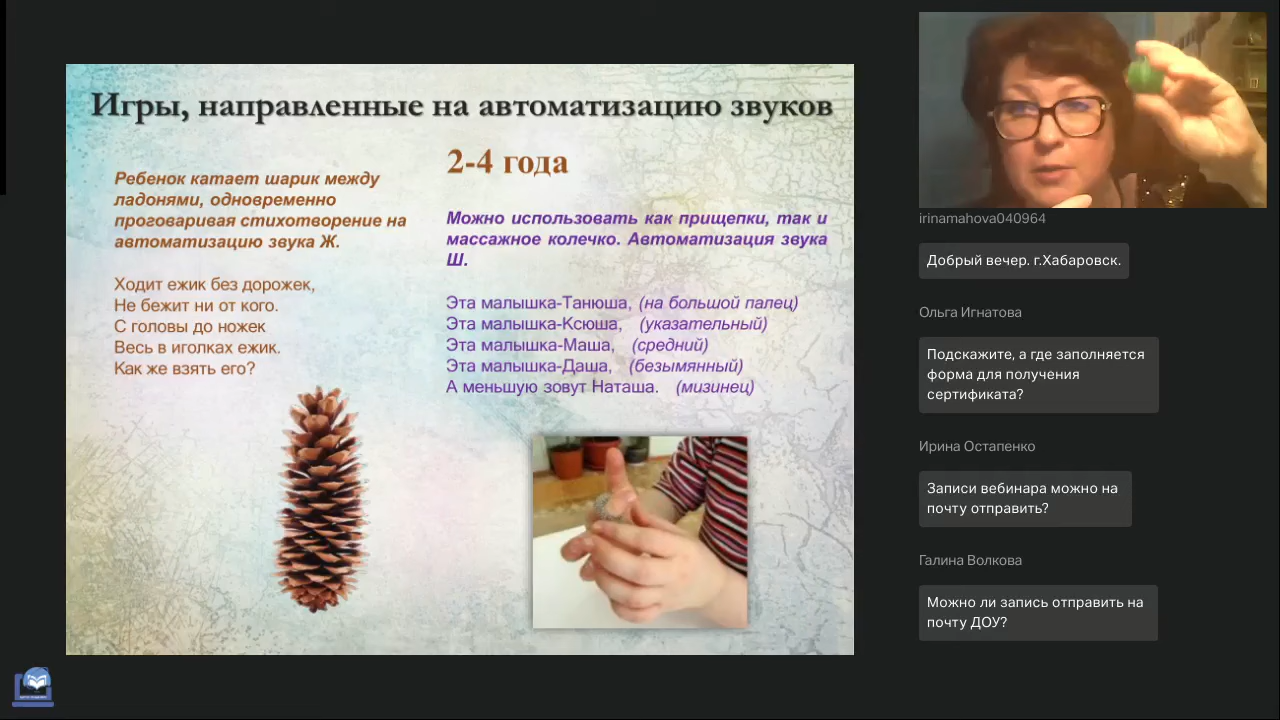 Игры, направленные на автоматизацию звуков
2-4 года
Ребенок катает шарик между
ладонями, одновременно
проговаривая стихотворение на
автоматизацию звука Ж.
Ходит ежик без дорожек,
Не бежит ни от кого.
С головы до ножек
Весь в иголках ежик.
Как же взять его?
Можно использовать как прищепки, так и
массажное колечко. Автоматизация звука
Ш.
Эта малышка-Танюша, (на большой палец)
Эта малышка-Ксюша, (указательный)
Эта малышка-Маша, (средний)
Эта малышка-Даша, (безымянный)
А меньшую зовут Наташа. (мизинец)
irinamahova040964
Добрый вечер. г.Хабаровск.
Ольга Игнатова
Подскажите, а где заполняется
форма для получения
сертификата?
Ирина Остапенко
Записи вебинара можно на
почту отправить?
Галина Волкова
Можно ли запись отправить на
почту ДОУ?